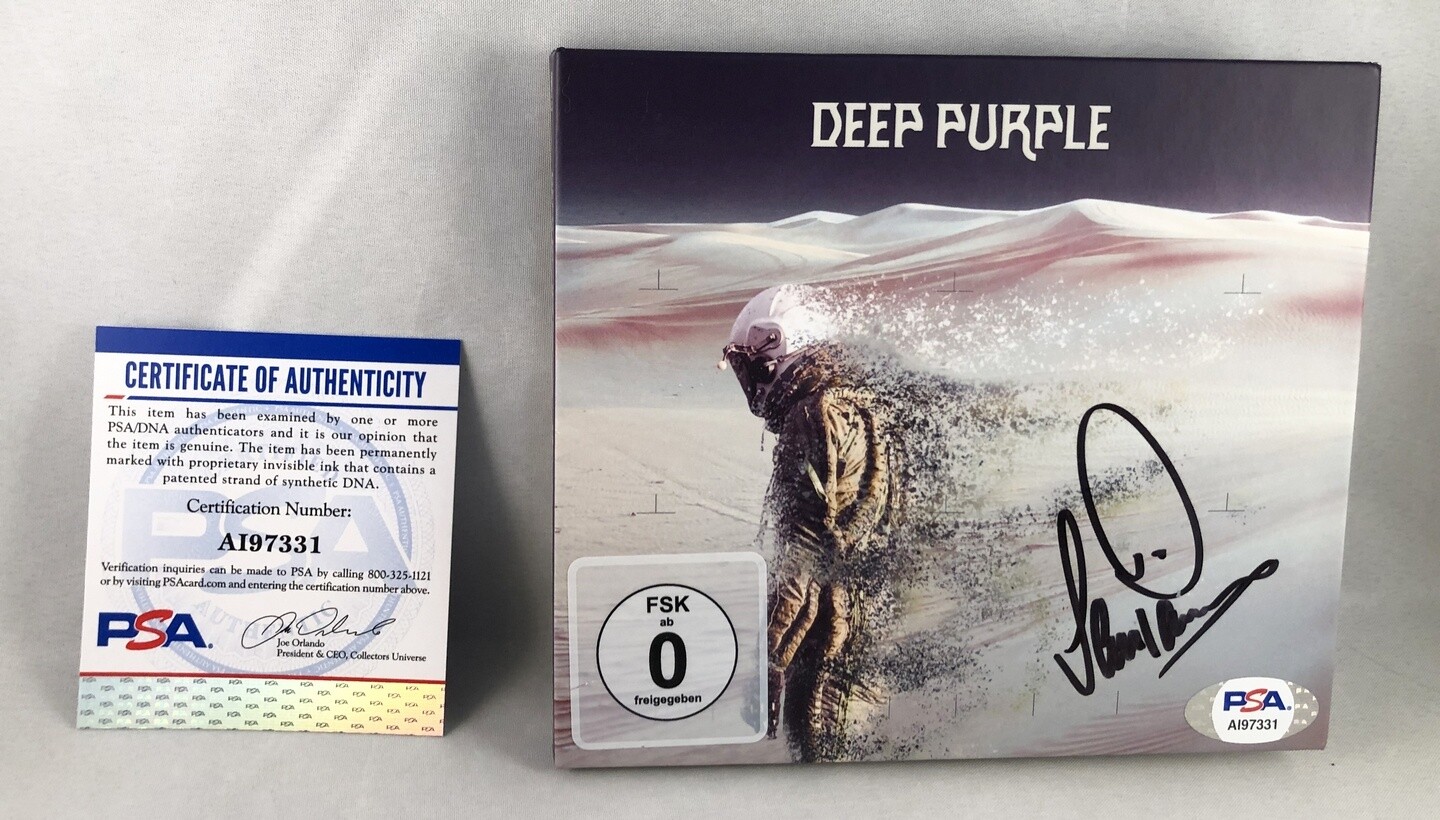 CERTIFICATE OF AUTHENTICITY
This item has been examined by one or more
PSA/DNA authenticators and it is our opinion that
the item is genuine. The item has been permanently
marked with proprietary invisible ink that contains a
patented strand of synthetic DNA.
Certification Number:
AI97331
Verification inquiries can be made to PSA by calling 800-325-1121
or by visiting PSAcard.com and entering the certification number above.
PSA.
Joe Orlando
President & CEO, Collectors Universe
DEEP PURPLE
FSK
ab
0
freigegeben
PSA.
AI97331